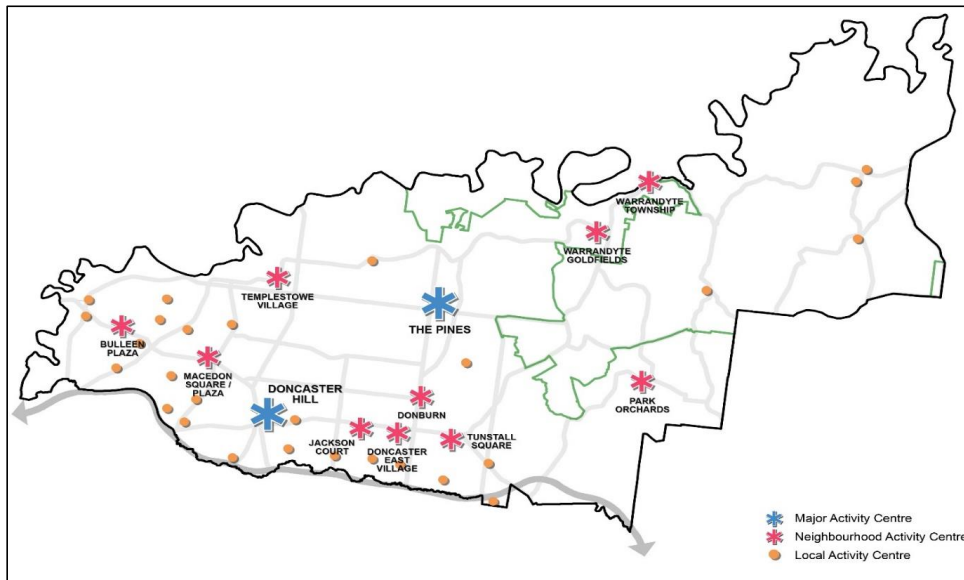 WARRANDYTE
TOWNSHIP
WARRANDYTE
GOLDFIELDS
TEMPLESTOWE
VILLAGE
THE PINES
BULLEEN
PLAZA
MACEDON
SQUARE /
PLAZA
DONCASTER
HILL
PARK
ORCHARDS
DONBURN
JACKSON
COURT
DONCASTER
EAST
VILLAGE
TUNSTALL
SQUARE
Major Activity Centre
Neighbourhood Activity Centre
Local Activity Centre